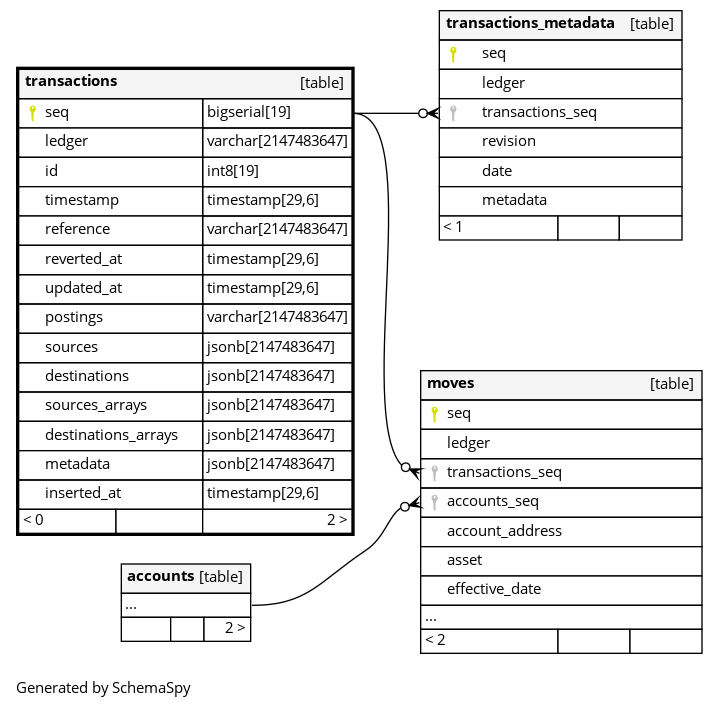 transactions [table]
seq bigserial[19]
ledger varchar[2147483647]
id int8[19]
timestamp timestamp[29,6]
reference varchar[2147483647]
reverted_at timestamp[29,6]
updated_at timestamp[29,6]
postings varchar[2147483647]
sources jsonb[2147483647]
destinations jsonb[2147483647]
sources_arrays jsonb[2147483647]
destinations_arrays jsonb[2147483647]
metadata jsonb[2147483647]
inserted_at timestamp[29,6]
< 0 2 >
transactions_metadata [table]
seq
ledger
transactions_seq
revision
date
metadata
< 1
moves [table]
seq
ledger
transactions_seq
accounts_seq
account_address
asset
effective_date
...
< 2
accounts [table]
...
2 >
Generated by SchemaSpy